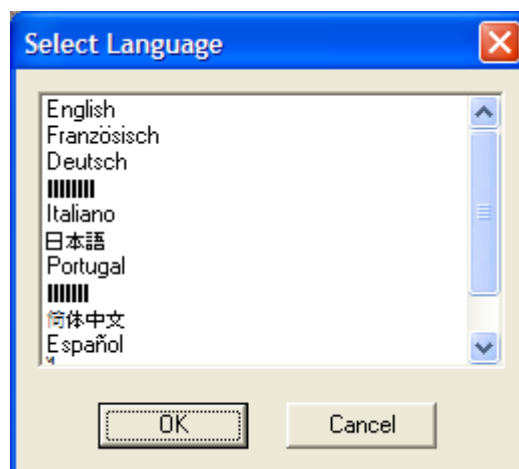 Select Language
English
Französisch
Deutsch
Italiano
日本語
Portugal
简体中文
Español
OK
Cancel